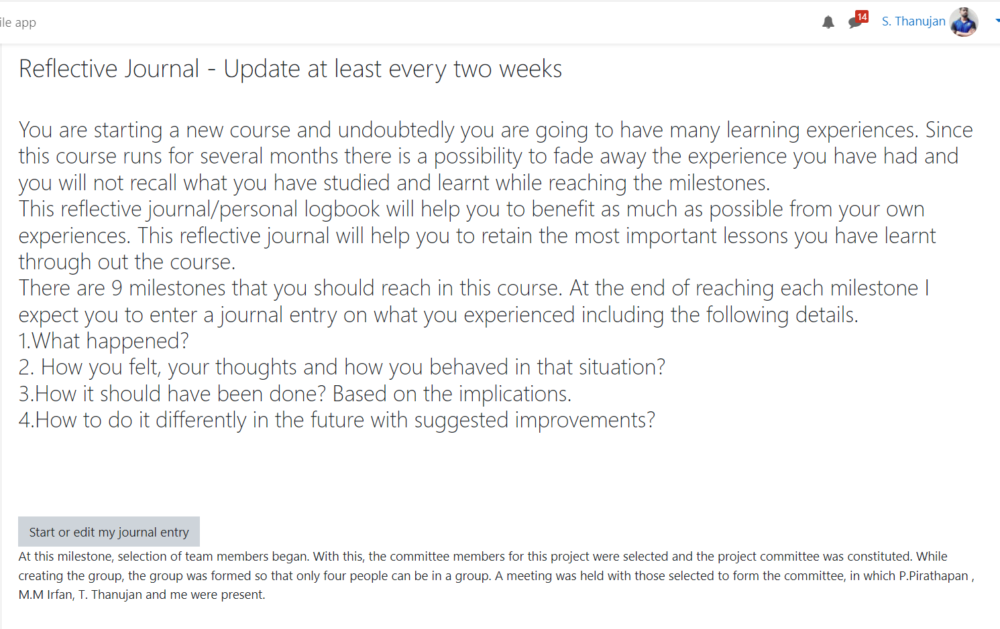 ile app
14
S. Thanujan
Reflective Journal - Update at least every two weeks
You are starting a new course and undoubtedly you are going to have many learning experiences. Since
this course runs for several months there is a possibility to fade away the experience you have had and
you will not recall what you have studied and learnt while reaching the milestones.
This reflective journal/personal logbook will help you to benefit as much as possible from your own
experiences. This reflective journal will help you to retain the most important lessons you have learnt
through out the course.
There are 9 milestones that you should reach in this course. At the end of reaching each milestone I
expect you to enter a journal entry on what you experienced including the following details.
1.What happened?
2. How you felt, your thoughts and how you behaved in that situation?
3.How it should have been done? Based on the implications.
4.How to do it differently in the future with suggested improvements?
Start or edit my journal entry
At this milestone, selection of team members began. With this, the committee members for this project were selected and the project committee was constituted. While
creating the group, the group was formed so that only four people can be in a group. A meeting was held with those selected to form the committee, in which P.Pirathapan ,
M.M Irfan, T. Thanujan and me were present.